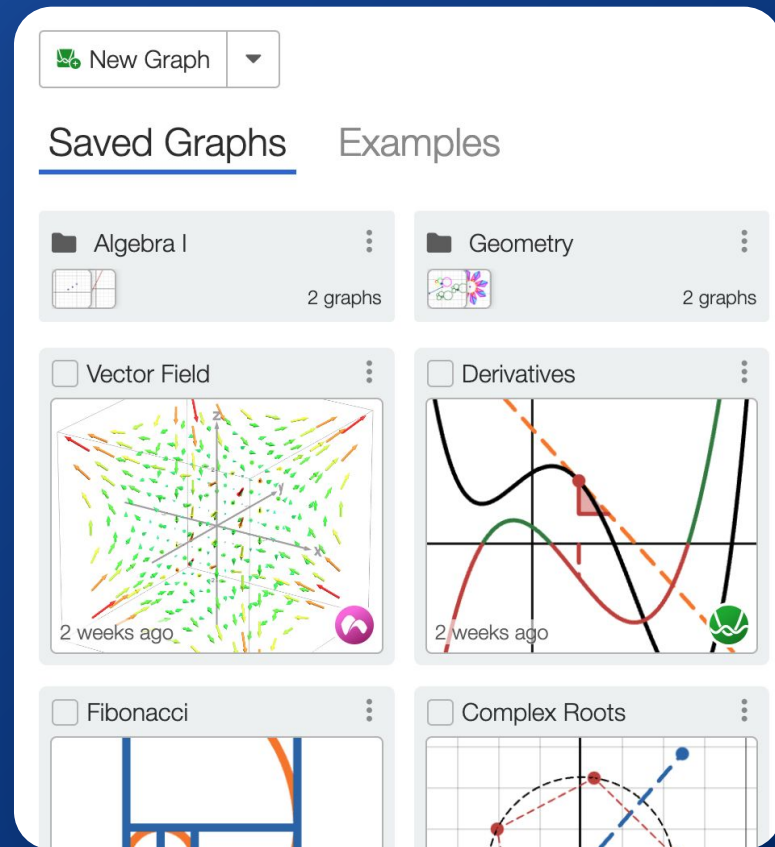 New Graph
Saved Graphs Examples
Algebra I
2 graphs
Geometry
2 graphs
Vector Field
z
y
x
2 weeks ago
Derivatives
2 weeks ago
Fibonacci
Complex Roots